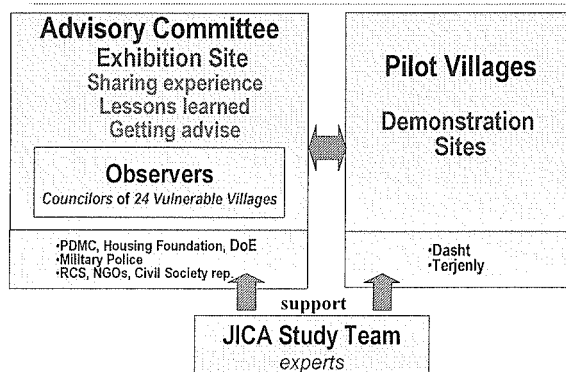 Advisory Committee
Exhibition Site
Sharing experience
Lessons learned
Getting advise
Observers
Councilors of 24 Vulnerable Villages
•PDMC, Housing Foundation, DoE
•Military Police
•RCS, NGOs, Civil Society rep.
Pilot Villages
Demonstration
Sites
•Dasht
•Terjenly
support
JICA Study Team
experts